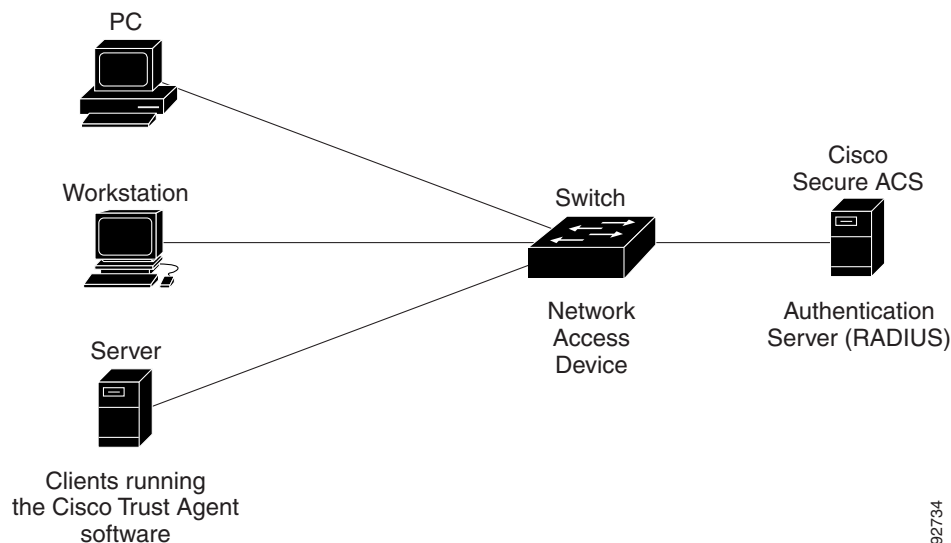 PC
Workstation
Server
Clients running
the Cisco Trust Agent
software
Switch
Network
Access
Device
Cisco
Secure ACS
Authentication
Server (RADIUS)
92734